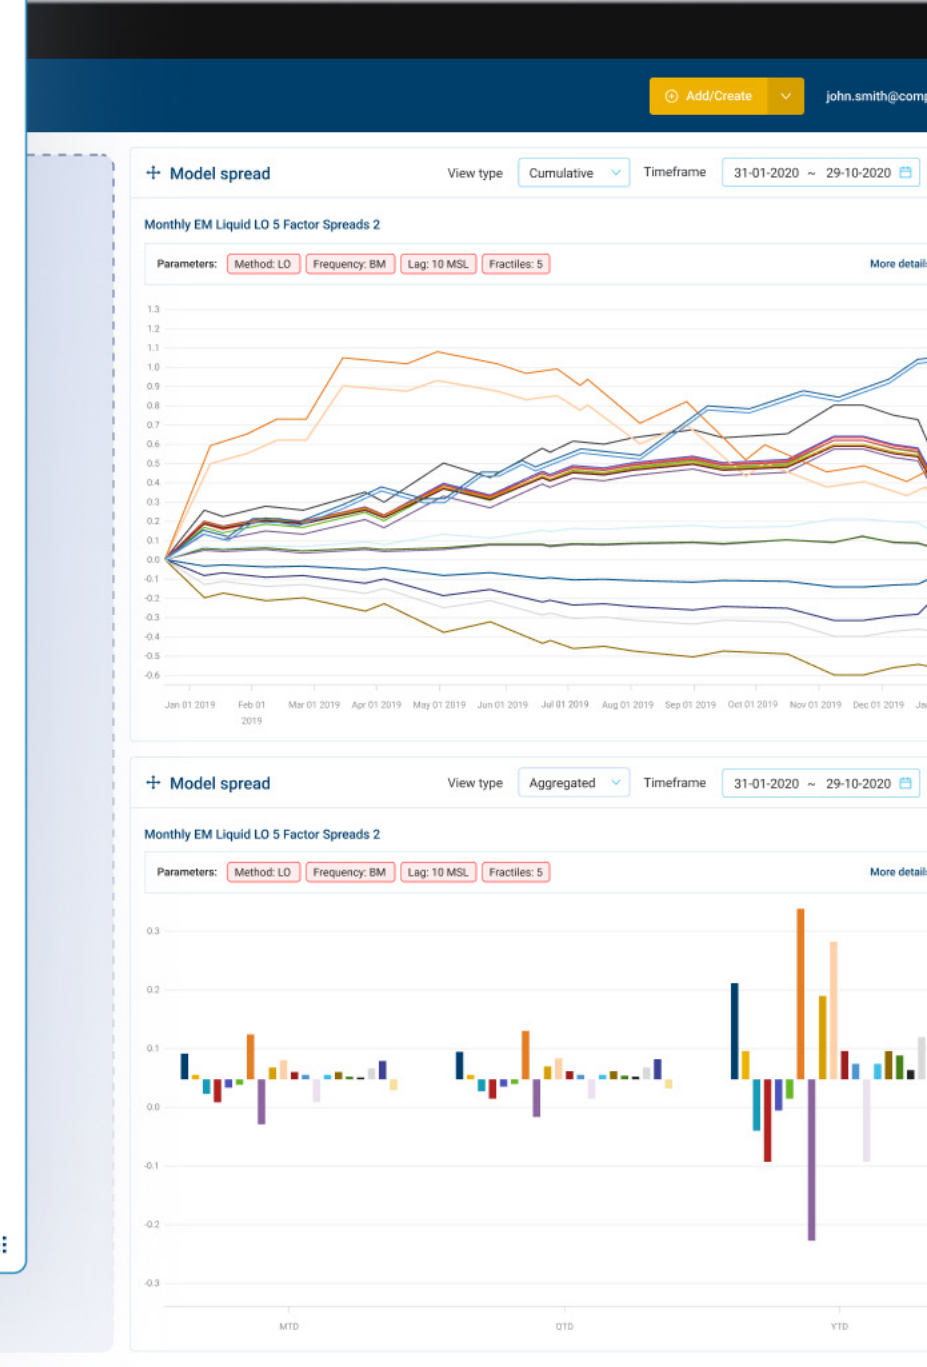 Add/Create
john.smith@comp
Model spread
View type
Cumulative
Timeframe
31-01-2020 ~ 29-10-2020
Monthly EM Liquid LO 5 Factor Spreads 2
Parameters:
Method: LO
Frequency: BM
Lag: 10 MSL
Fractiles: 5
More details
1.3
1.2
1.1
1.0
0.9
0.8
0.7
0.6
0.5
0.4
0.3
0.2
0.1
0.0
-0.1
-0.2
-0.3
-0.4
-0.5
-0.6
Jan 01 2019
Feb 01
2019
Mar 01 2019
Apr 01 2019
May 01 2019
Jun 01 2019
Jul 01 2019
Aug 01 2019
Sep 01 2019
Oct 01 2019
Nov 01 2019
Dec 01 2019
Model spread
View type
Aggregated
Timeframe
31-01-2020 ~ 29-10-2020
Monthly EM Liquid LO 5 Factor Spreads 2
Parameters:
Method: LO
Frequency: BM
Lag: 10 MSL
Fractiles: 5
More details
0.3
0.2
0.1
0.0
-0.1
-0.2
-0.3
MTD
QTD
YTD